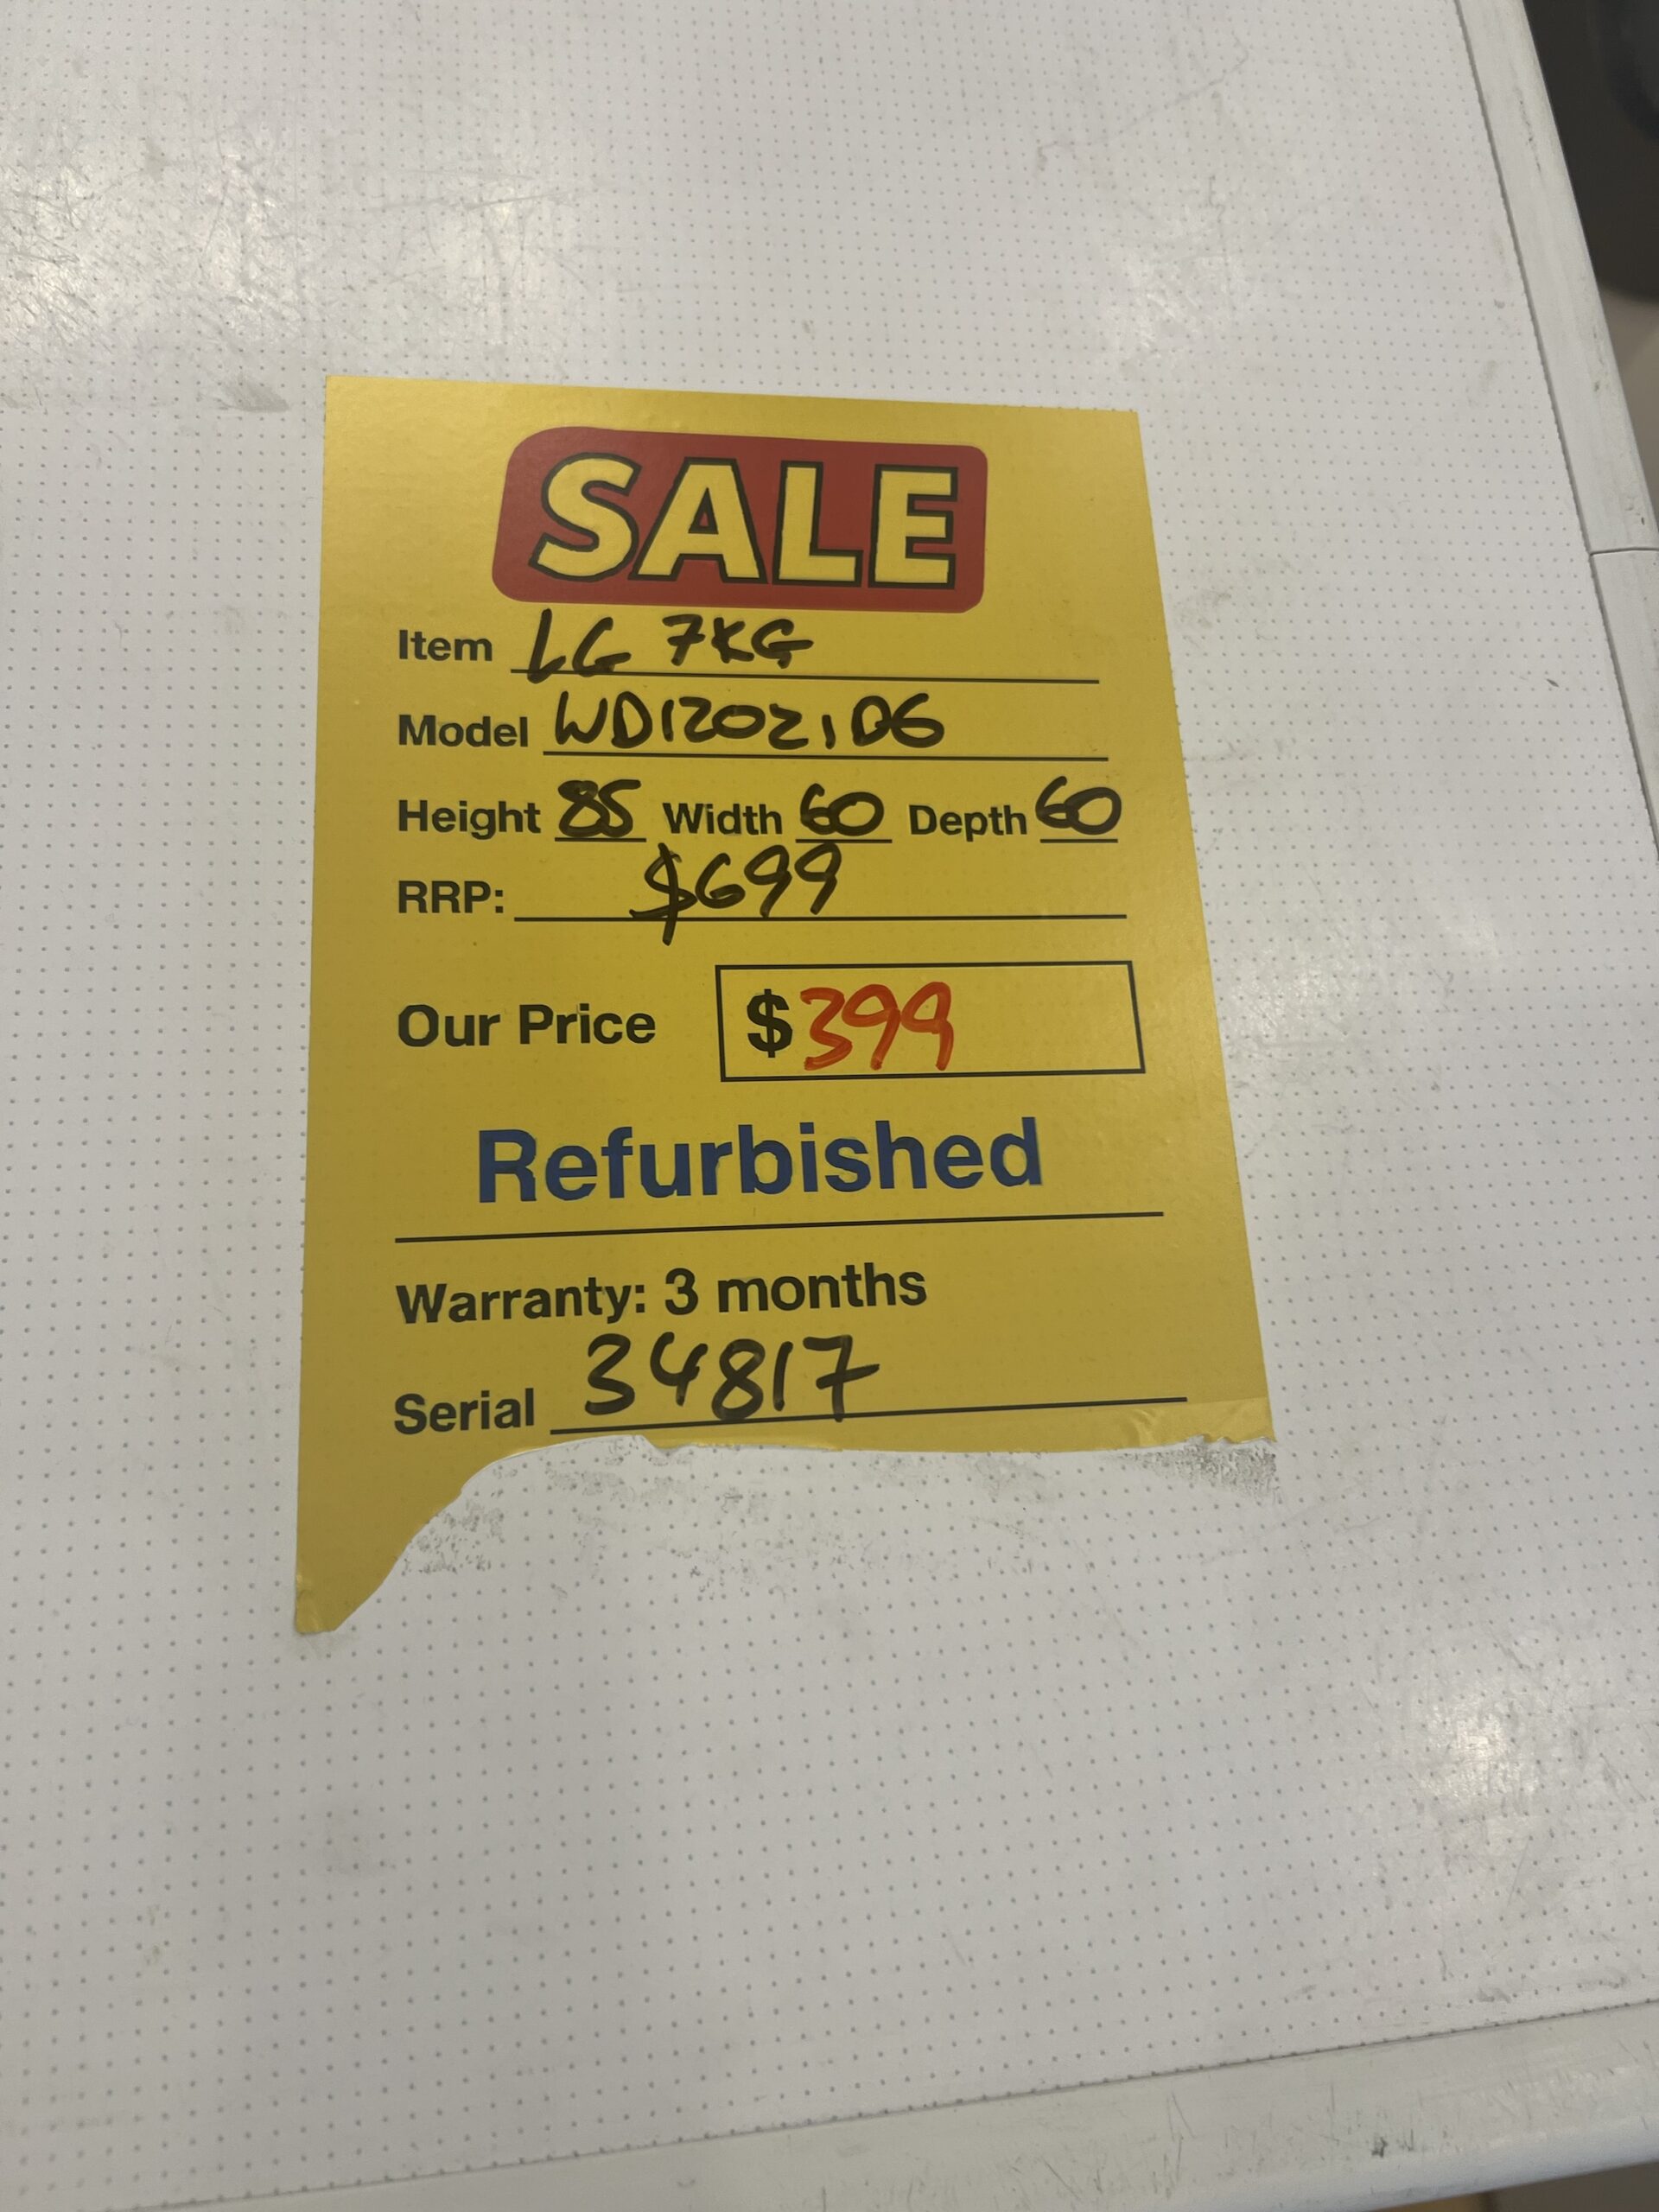 SALE
Item LG 7KG
Model WD12021D6
Height 85 Width 60 Depth 60
RRP: $699
Our Price $399
Refurbished
Warranty: 3 months
Serial 34817